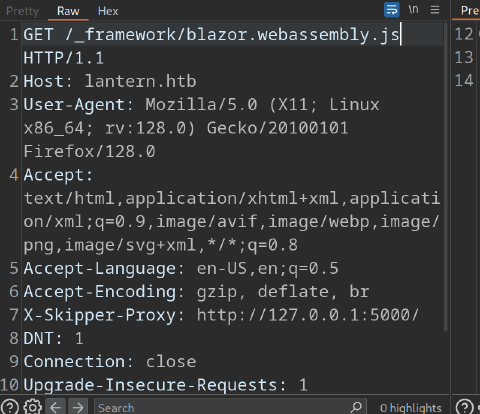 Pretty Raw Hex \n Pre
1 GET /_framework/blazor.webassembly.js 12
HTTP/1.1 13
2 Host: lantern.htb 14
3 User-Agent: Mozilla/5.0 (X11; Linux
x86_64; rv:128.0) Gecko/20100101
Firefox/128.0
4 Accept:
text/html,application/xhtml+xml,applicati
on/xml;q=0.9,image/avif,image/webp,image/
png,image/svg+xml,*/*;q=0.8
5 Accept-Language: en-US,en;q=0.5
6 Accept-Encoding: gzip, deflate, br
7 X-Skipper-Proxy: http://127.0.0.1:5000/
8 DNT: 1
9 Connection: close
10 Upgrade-Insecure-Requests: 1
Search 0 highlights